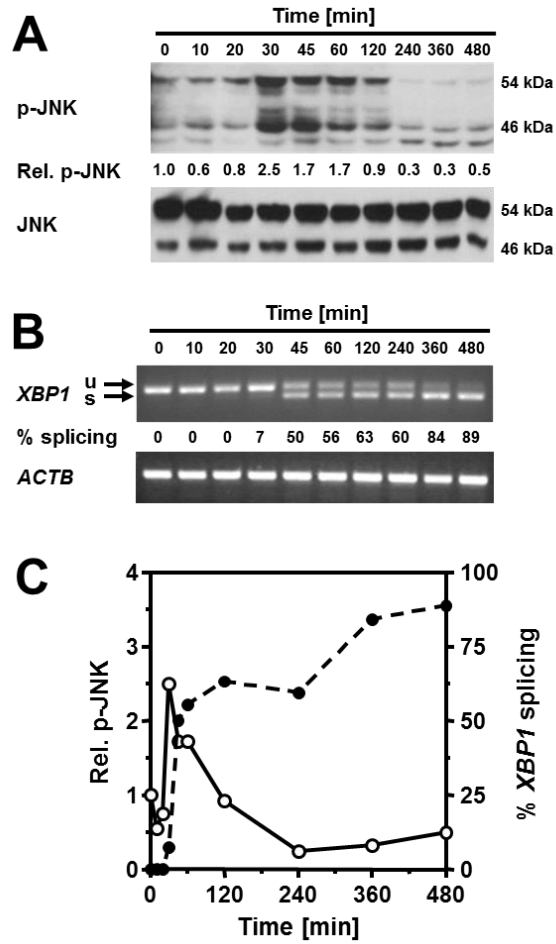 A
Time [min]
0 10 20 30 45 60 120 240 360 480
p-JNK
54 kDa
46 kDa
Rel. p-JNK 1.0 0.6 0.8 2.5 1.7 1.7 0.9 0.3 0.3 0.5
JNK
54 kDa
46 kDa
B
Time [min]
0 10 20 30 45 60 120 240 360 480
XBP1 u
s
% splicing 0 0 0 7 50 56 63 60 84 89
ACTB
C
4 100
3 75
2 50
1 25
0 0
Rel. p-JNK
% XBP1 splicing
0 120 240 360 480
Time [min]